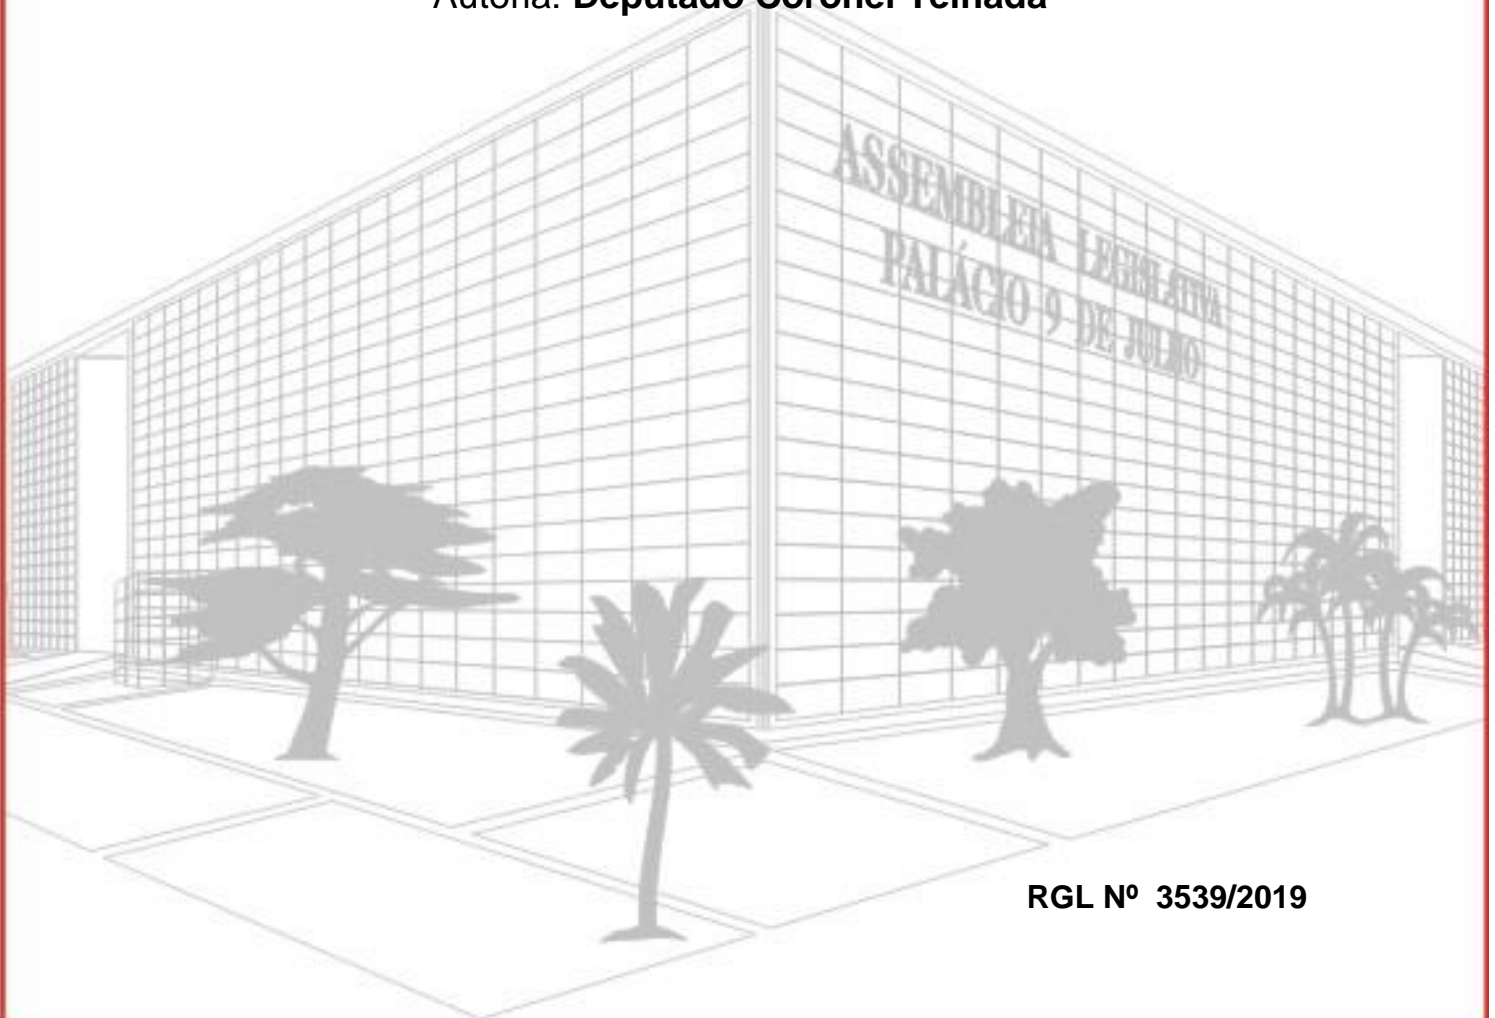 Autoria: Deputado Coronel Telhada
ASSEMBLEIA LEGISLATIVA
PALÁCIO 9 DE JULHO
RGL Nº 3539/2019